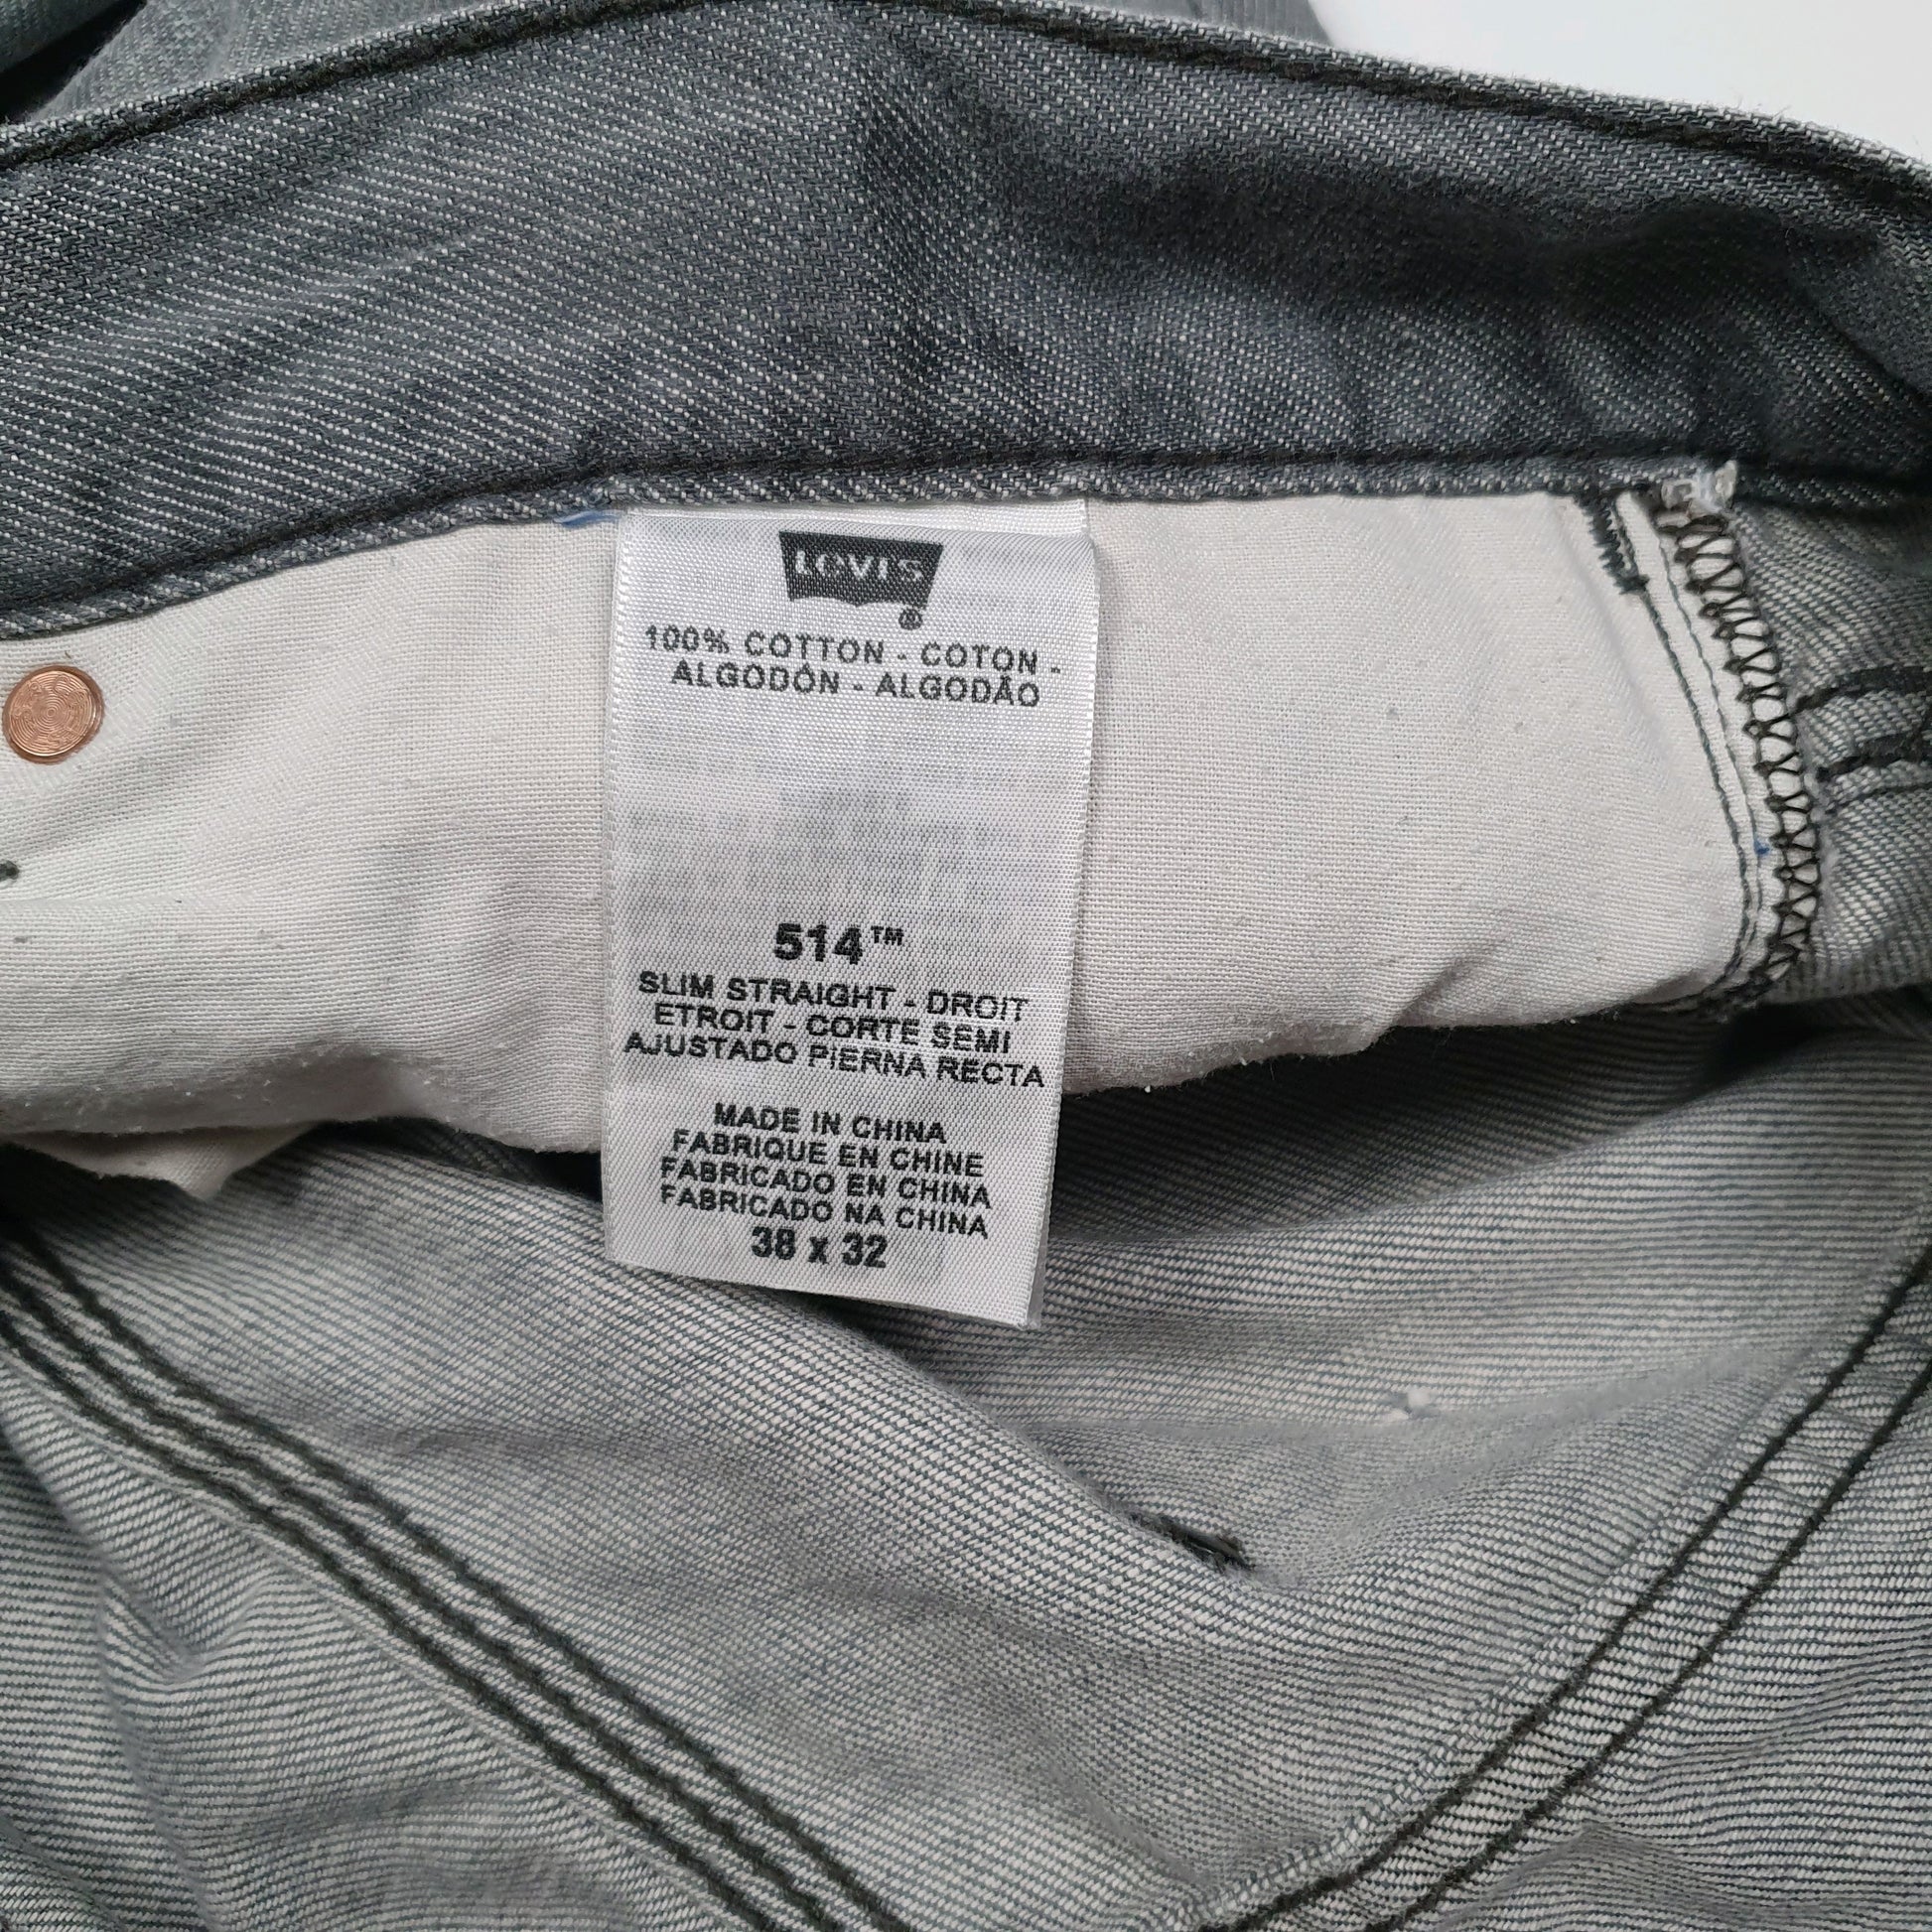 Levi's
®
100% COTTON - COTON -
ALGODÓN - ALGODÃO
514™
SLIM STRAIGHT - DROIT
ETROIT - CORTE SEMI
AJUSTADO PIERNA RECTA
MADE IN CHINA
FABRIQUE EN CHINE
FABRICADO EN CHINA
FABRICADO NA CHINA
38 x 32